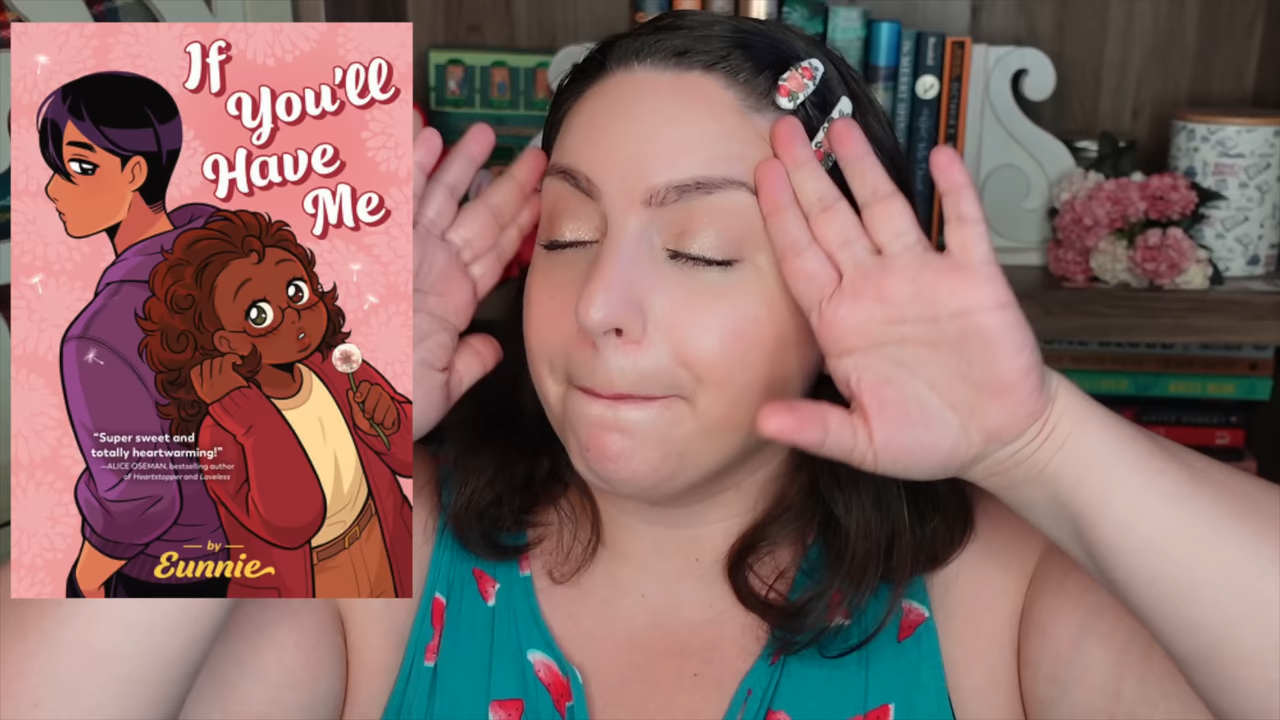 If
You'll
Have
Me
"Super sweet and
totally heartwarming!"
—ALICE OSEMAN, bestselling author
of Heartstopper and Loveless
— by —
Eunnie